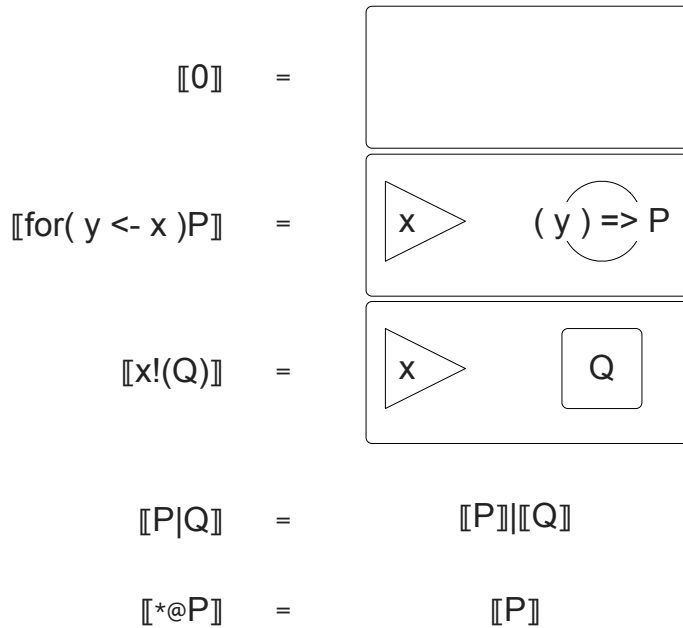 ⟦0⟧ =
⟦for( y <- x )P⟧ = x ( y ) => P
⟦x!(Q)⟧ = x Q
⟦P|Q⟧ = ⟦P⟧|⟦Q⟧
⟦*@P⟧ = ⟦P⟧